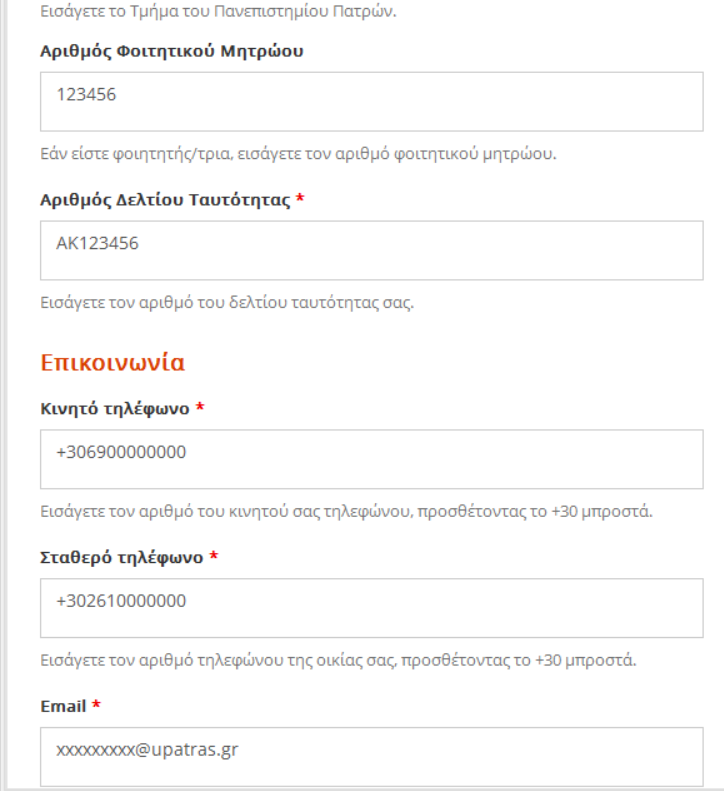 Εισάγετε το Τμήμα του Πανεπιστημίου Πατρών.
Αριθμός Φοιτητικού Μητρώου
123456
Εάν είστε φοιητητής/τρια, εισάγετε τον αριθμό φοιτητικού μητρώου.
Αριθμός Δελτίου Ταυτότητας *
AK123456
Εισάγετε τον αριθμό του δελτίου ταυτότητας σας.
Επικοινωνία
Κινητό τηλέφωνο *
+306900000000
Εισάγετε τον αριθμό του κινητού σας τηλεφώνου, προσθέτοντας το +30 μπροστά.
Σταθερό τηλέφωνο *
+302610000000
Εισάγετε τον αριθμό τηλεφώνου της οικίας σας, προσθέτοντας το +30 μπροστά.
Email *
xxxxxxxxx@upatras.gr